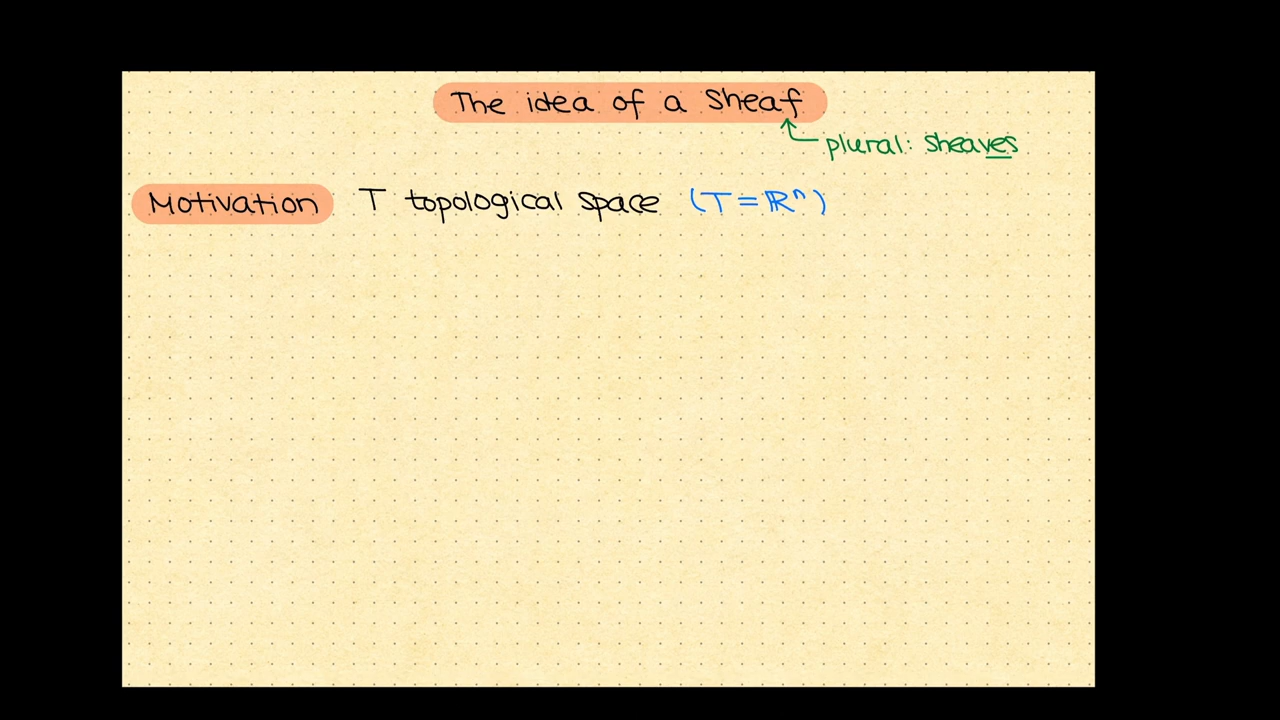 The idea of a Sheaf
plural: sheaves
Motivation T topological space (T = ℝⁿ)